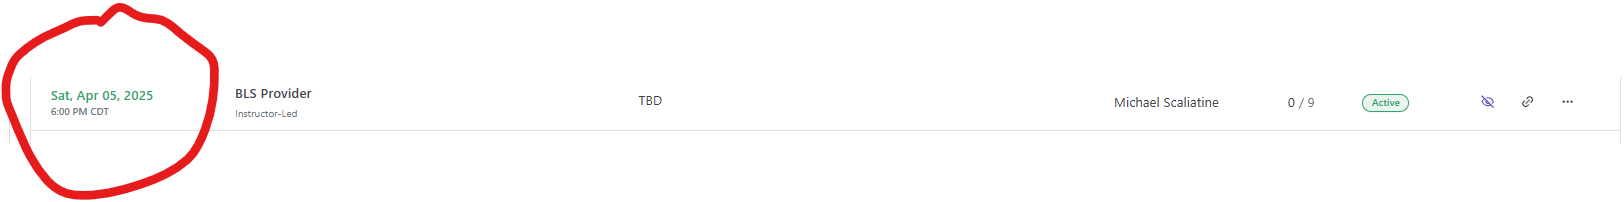 Sat, Apr 05, 2025
6:00 PM CDT
BLS Provider
Instructor-Led
TBD
Michael Scaliatine
0 / 9
Active